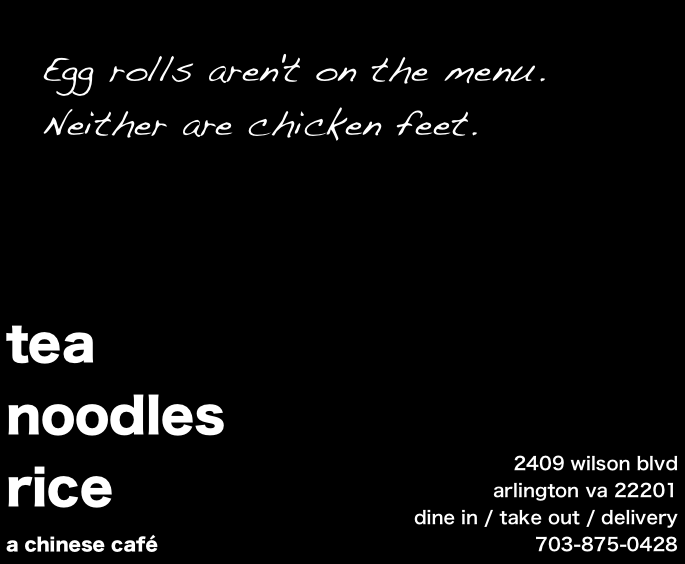 Egg rolls aren't on the menu.
Neither are chicken feet.
tea
noodles
rice
a chinese café
2409 wilson blvd
arlington va 22201
dine in / take out / delivery
703-875-0428